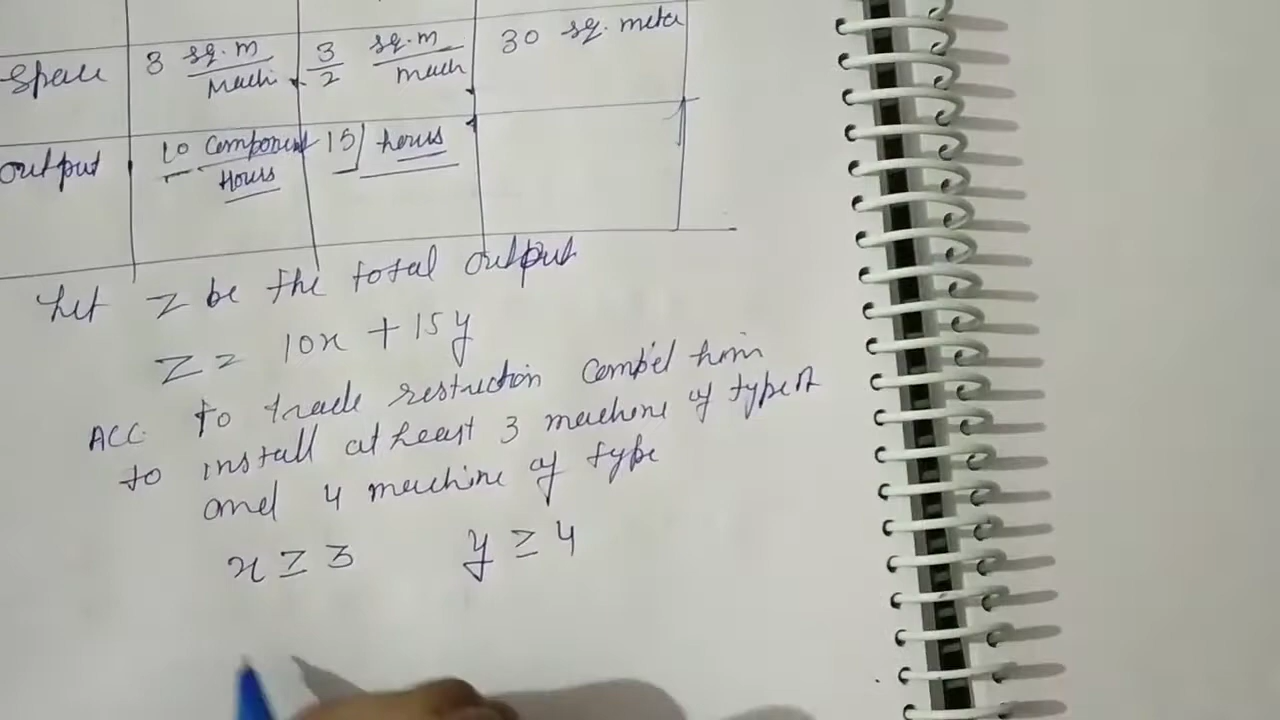 Space 3 sq.m/Machi 3/2 sq.m/mach 30 sq. meter
output 10 Component/Hours 15/ hours
Let Z be the total output
Z = 10x + 15y
ACC. to trade restriction compel him
to install at least 3 machine of type A
and 4 machine of type
x ≥ 3 y ≥ 4